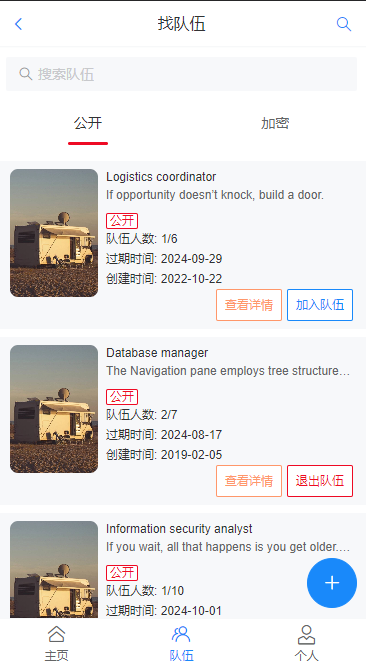 找队伍
搜索队伍
公开 加密
Logistics coordinator
If opportunity doesn't knock, build a door.
公开
队伍人数: 1/6
过期时间: 2024-09-29
创建时间: 2022-10-22
查看详情 加入队伍
Database manager
The Navigation pane employs tree structure…
公开
队伍人数: 2/7
过期时间: 2024-08-17
创建时间: 2019-02-05
查看详情 退出队伍
Information security analyst
If you wait, all that happens is you get older.…
公开
队伍人数: 1/10
过期时间: 2024-10-01
主页 队伍 个人